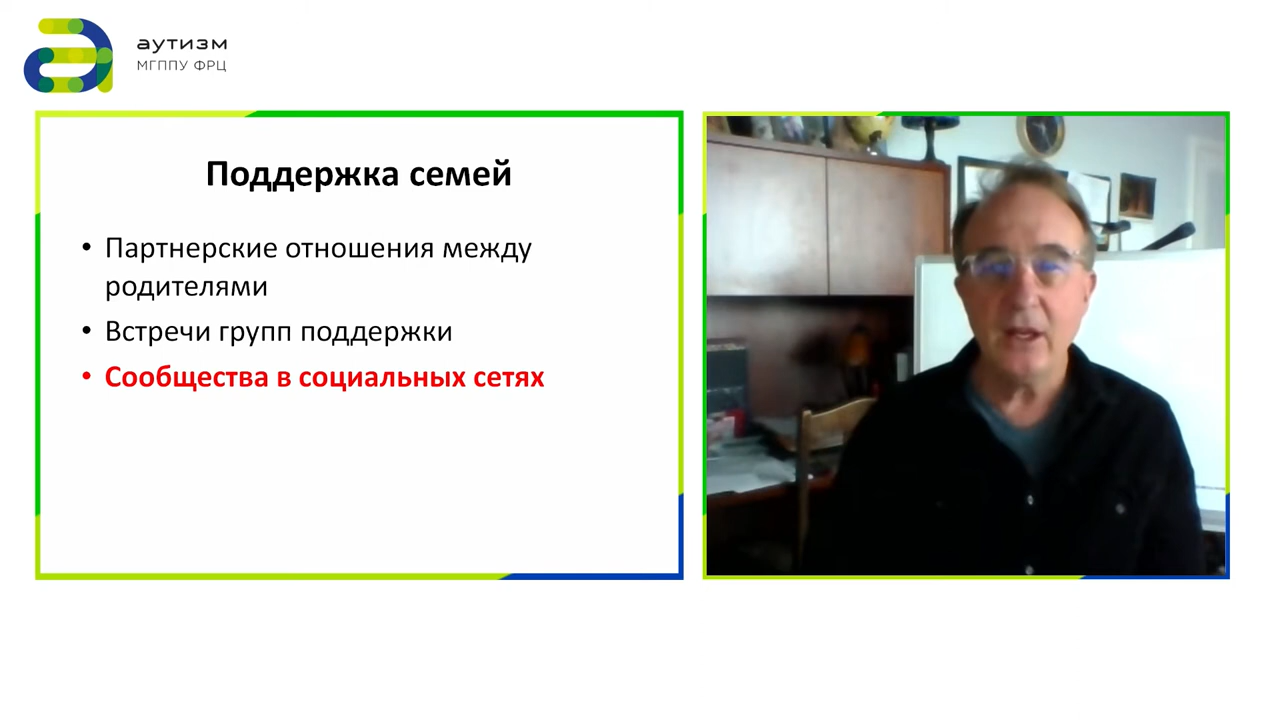 аутизм
МГППУ ФРЦ
Поддержка семей
• Партнерские отношения между
родителями
• Встречи групп поддержки
• Сообщества в социальных сетях